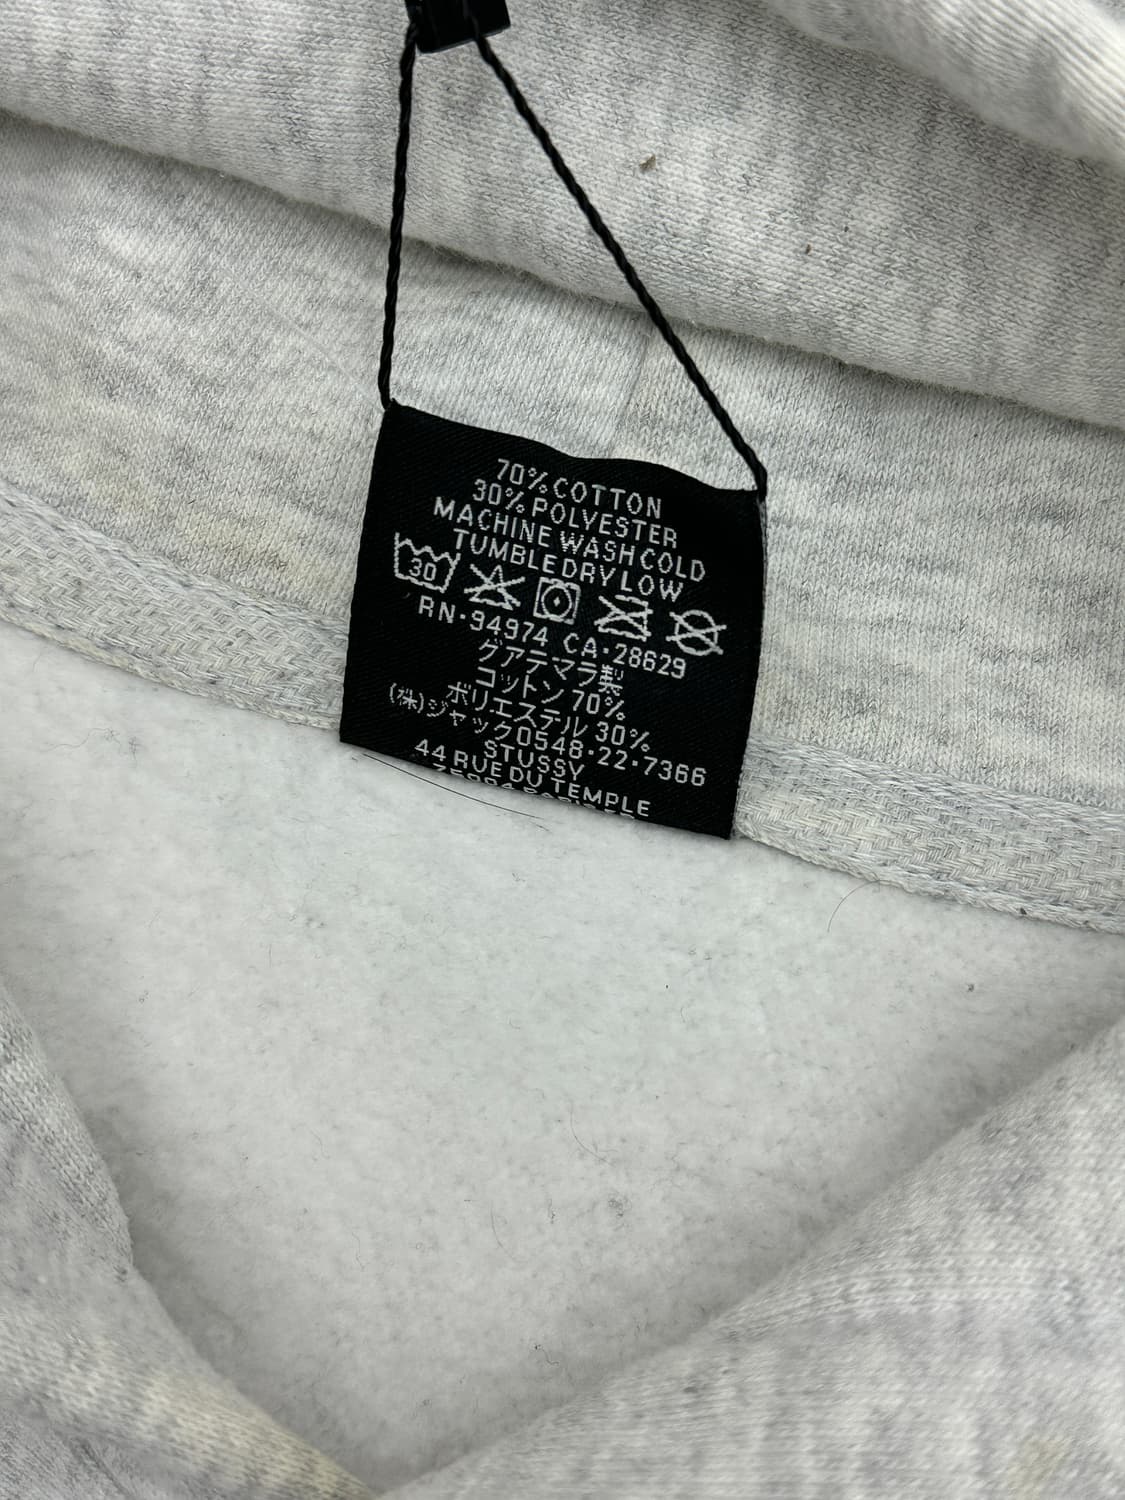 70% COTTON
30% POLYESTER
MACHINE WASH COLD
TUMBLE DRY LOW
30
RN·94974 CA·28629
グアテマラ製
コットン 70%
ポリエステル 30%
(株)ジャック0548·22·7366
STUSSY
44 RUE DU TEMPLE